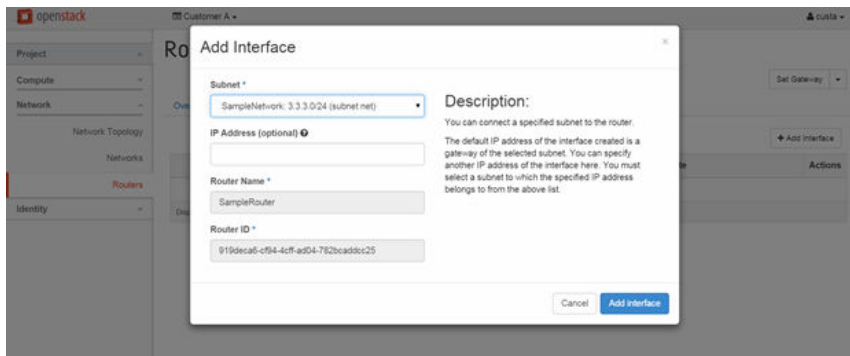 openstack
Customer A
custa
Project
Compute
Network
Network Topology
Networks
Routers
Identity
Ro
Set Gateway
Ove
+ Add Interface
Actions
Add Interface
×
Subnet *
SampleNetwork: 3.3.3.0/24 (subnet net)
IP Address (optional)
Router Name *
SampleRouter
Router ID *
919deca6-cf94-4cff-ad04-782bcaddcc25
Description:
You can connect a specified subnet to the router.
The default IP address of the interface created is a
gateway of the selected subnet. You can specify
another IP address of the interface here. You must
select a subnet to which the specified IP address
belongs to from the above list.
Cancel
Add interface